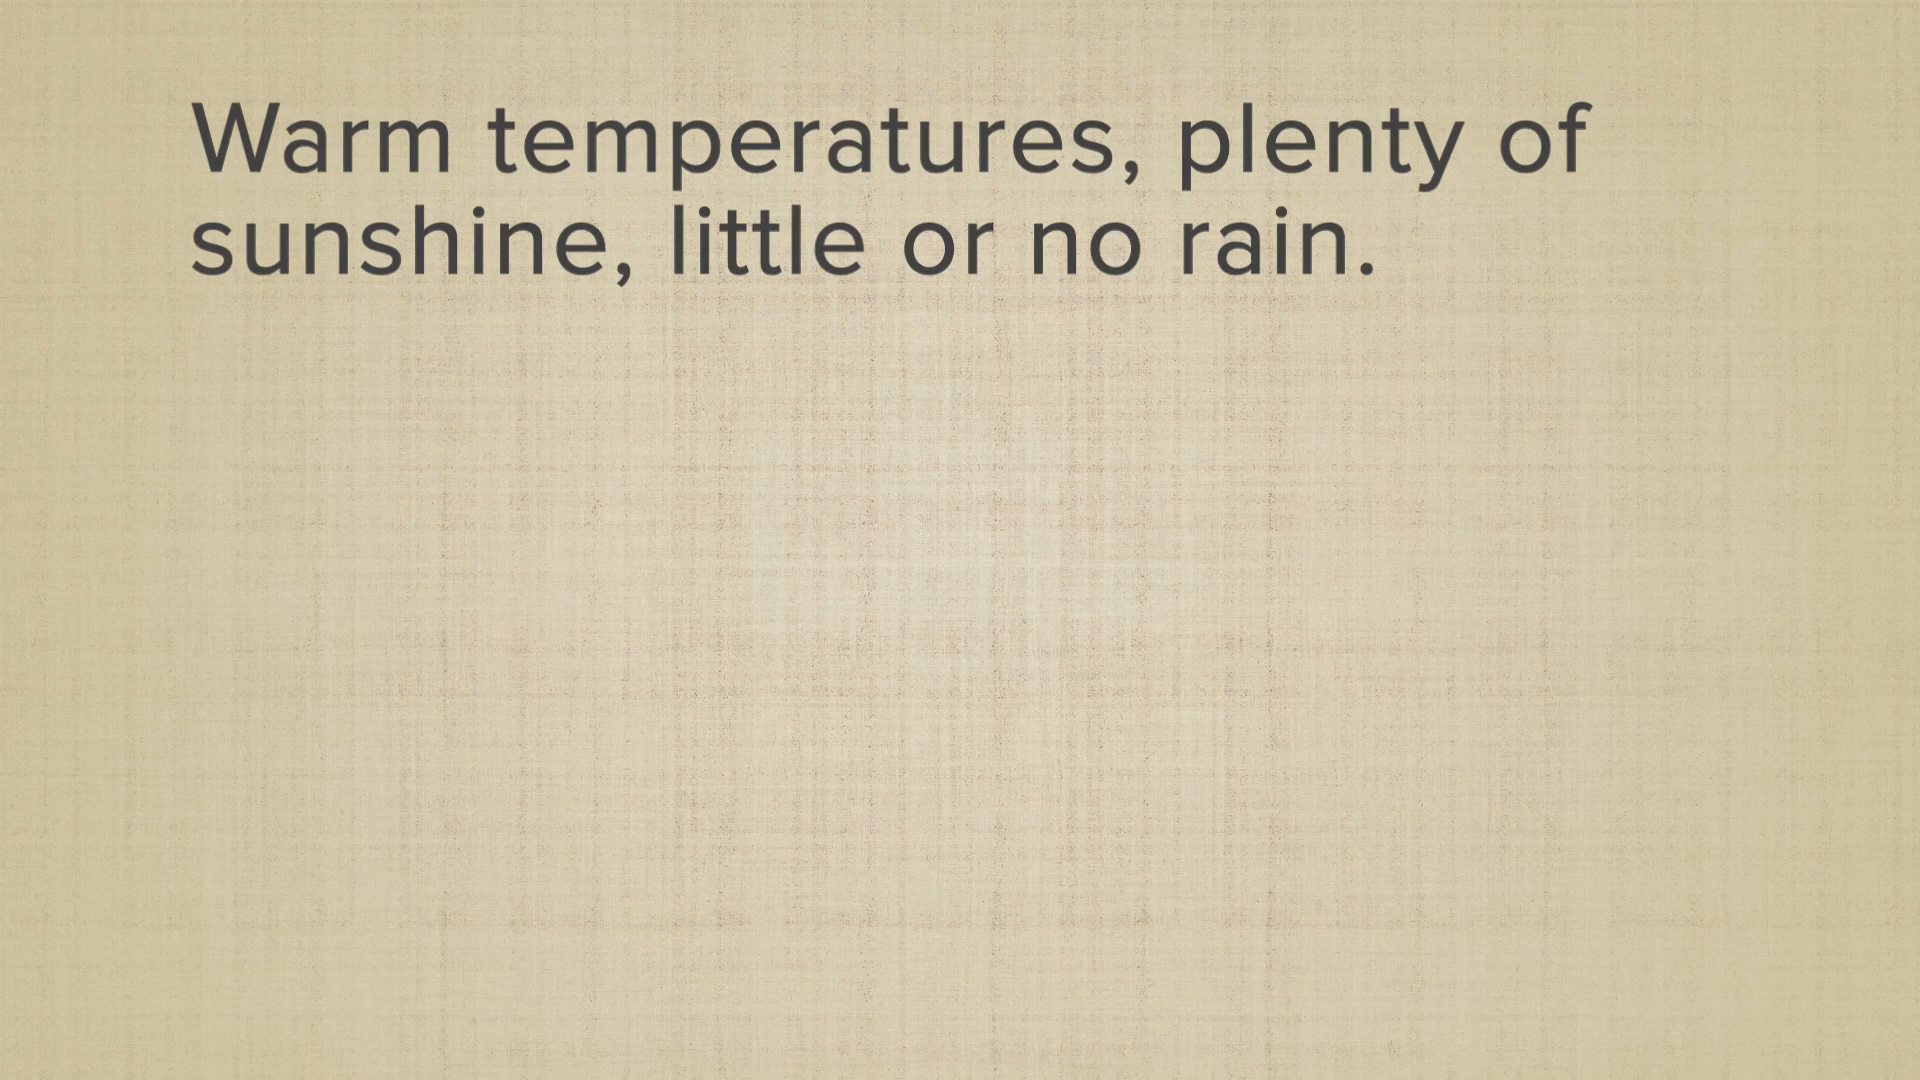 Warm temperatures, plenty of
sunshine, little or no rain.